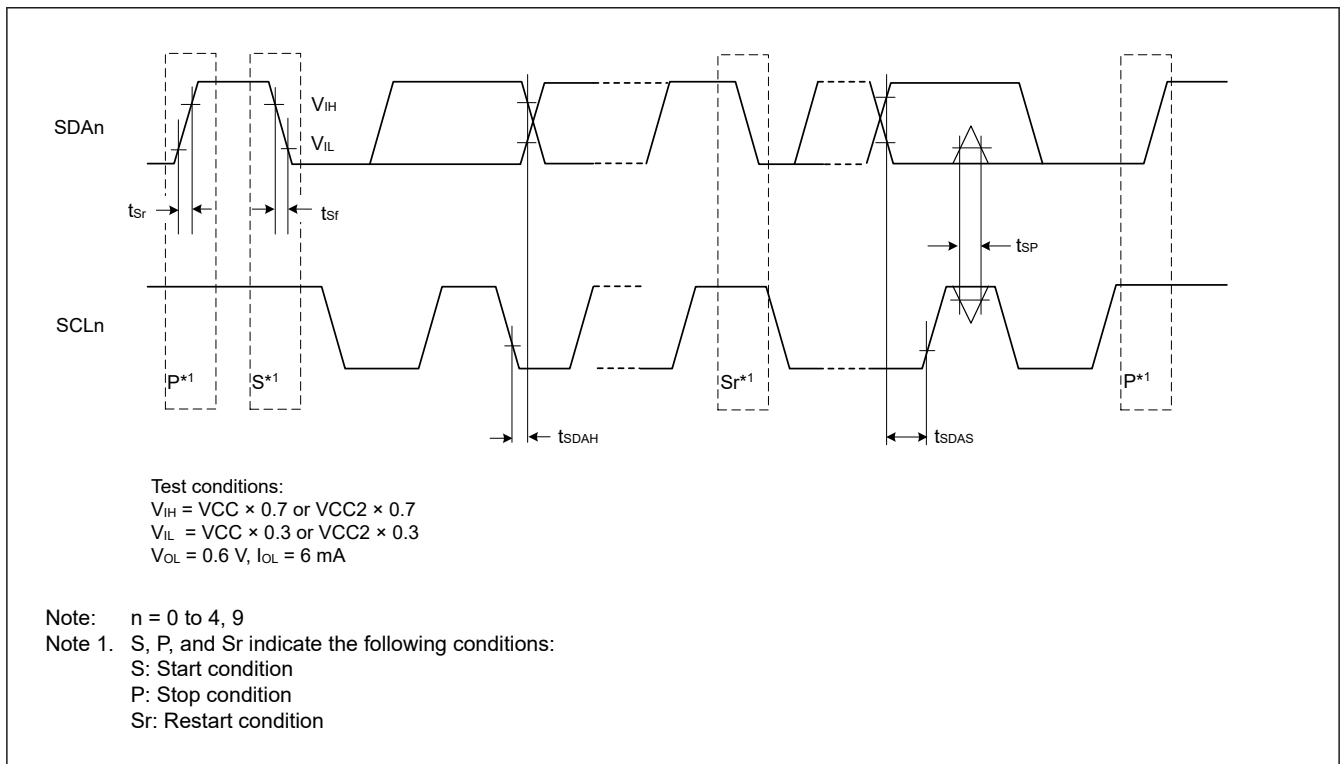 SDAn
VIH
VIL
tSr
tSf
tSP
SCLn
P*1
S*1
Sr*1
P*1
tSDAH
tSDAS
Test conditions:
VIH = VCC × 0.7 or VCC2 × 0.7
VIL = VCC × 0.3 or VCC2 × 0.3
VOL = 0.6 V, IOL = 6 mA
Note: n = 0 to 4, 9
Note 1. S, P, and Sr indicate the following conditions:
S: Start condition
P: Stop condition
Sr: Restart condition